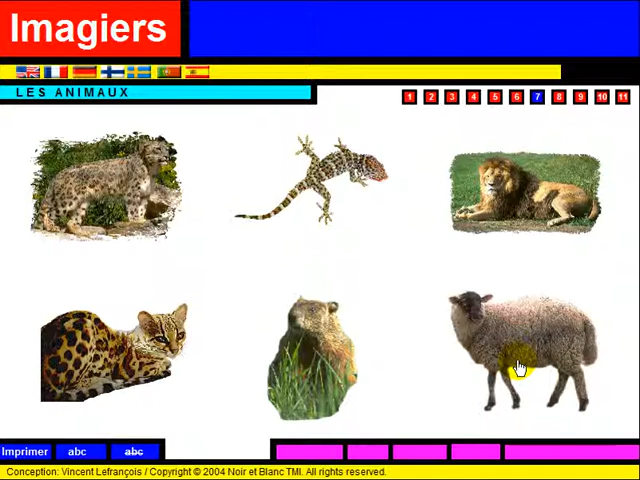 Imagiers
LES ANIMAUX
1 2 3 4 5 6 7 8 9 10 11
Imprimer abc abc
Conception: Vincent Lefrançois / Copyright © 2004 Noir et Blanc TMI. All rights reserved.